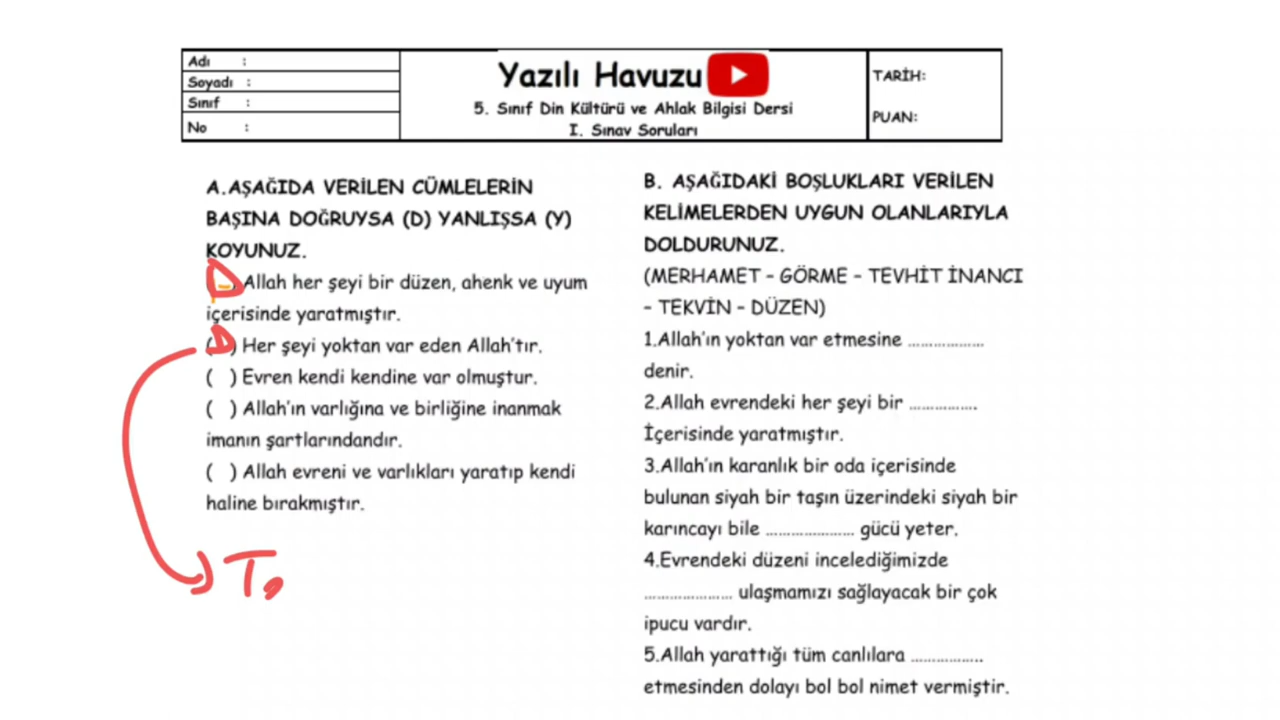 Adı :
Soyadı :
Sınıf :
No :
Yazılı Havuzu
5. Sınıf Din Kültürü ve Ahlak Bilgisi Dersi
I. Sınav Soruları
TARİH:
PUAN:
A.AŞAĞIDA VERİLEN CÜMLELERİN
BAŞINA DOĞRUYSA (D) YANLIŞSA (Y)
KOYUNUZ.
(D) Allah her şeyi bir düzen, ahenk ve uyum
içerisinde yaratmıştır.
(D) Her şeyi yoktan var eden Allah'tır.
( ) Evren kendi kendine var olmuştur.
( ) Allah'ın varlığına ve birliğine inanmak
imanın şartlarındandır.
( ) Allah evreni ve varlıkları yaratıp kendi
haline bırakmıştır.
B. AŞAĞIDAKİ BOŞLUKLARI VERİLEN
KELİMELERDEN UYGUN OLANLARIYLA
DOLDURUNUZ.
(MERHAMET – GÖRME – TEVHİT İNANCI
– TEKVİN – DÜZEN)
1.Allah'ın yoktan var etmesine ………………
denir.
2.Allah evrendeki her şeyi bir …………….
İçerisinde yaratmıştır.
3.Allah'ın karanlık bir oda içerisinde
bulunan siyah bir taşın üzerindeki siyah bir
karıncayı bile ………………… gücü yeter.
4.Evrendeki düzeni incelediğimizde
………………… ulaşmamızı sağlayacak bir çok
ipucu vardır.
5.Allah yarattığı tüm canlılara ……………..
etmesinden dolayı bol bol nimet vermiştir.